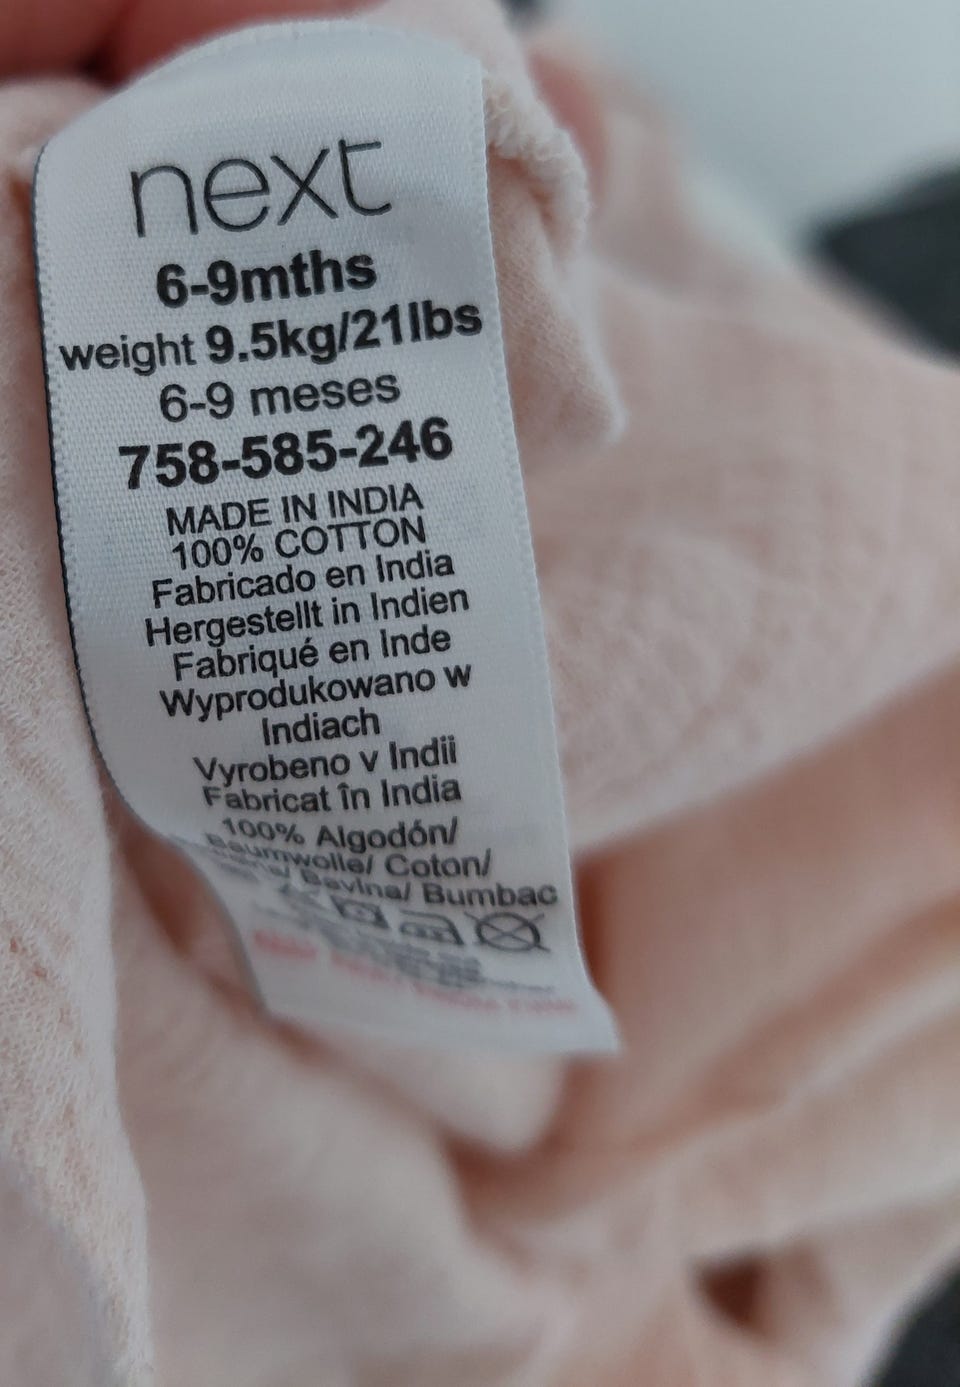 next
6-9mths
weight 9.5kg/21lbs
6-9 meses
758-585-246
MADE IN INDIA
100% COTTON
Fabricado en India
Hergestellt in Indien
Fabriqué en Inde
Wyprodukowano w
Indiach
Vyrobeno v Indii
Fabricat în India
100% Algodón/
Baumwolle/ Coton/
Bavlna/ Bumbac